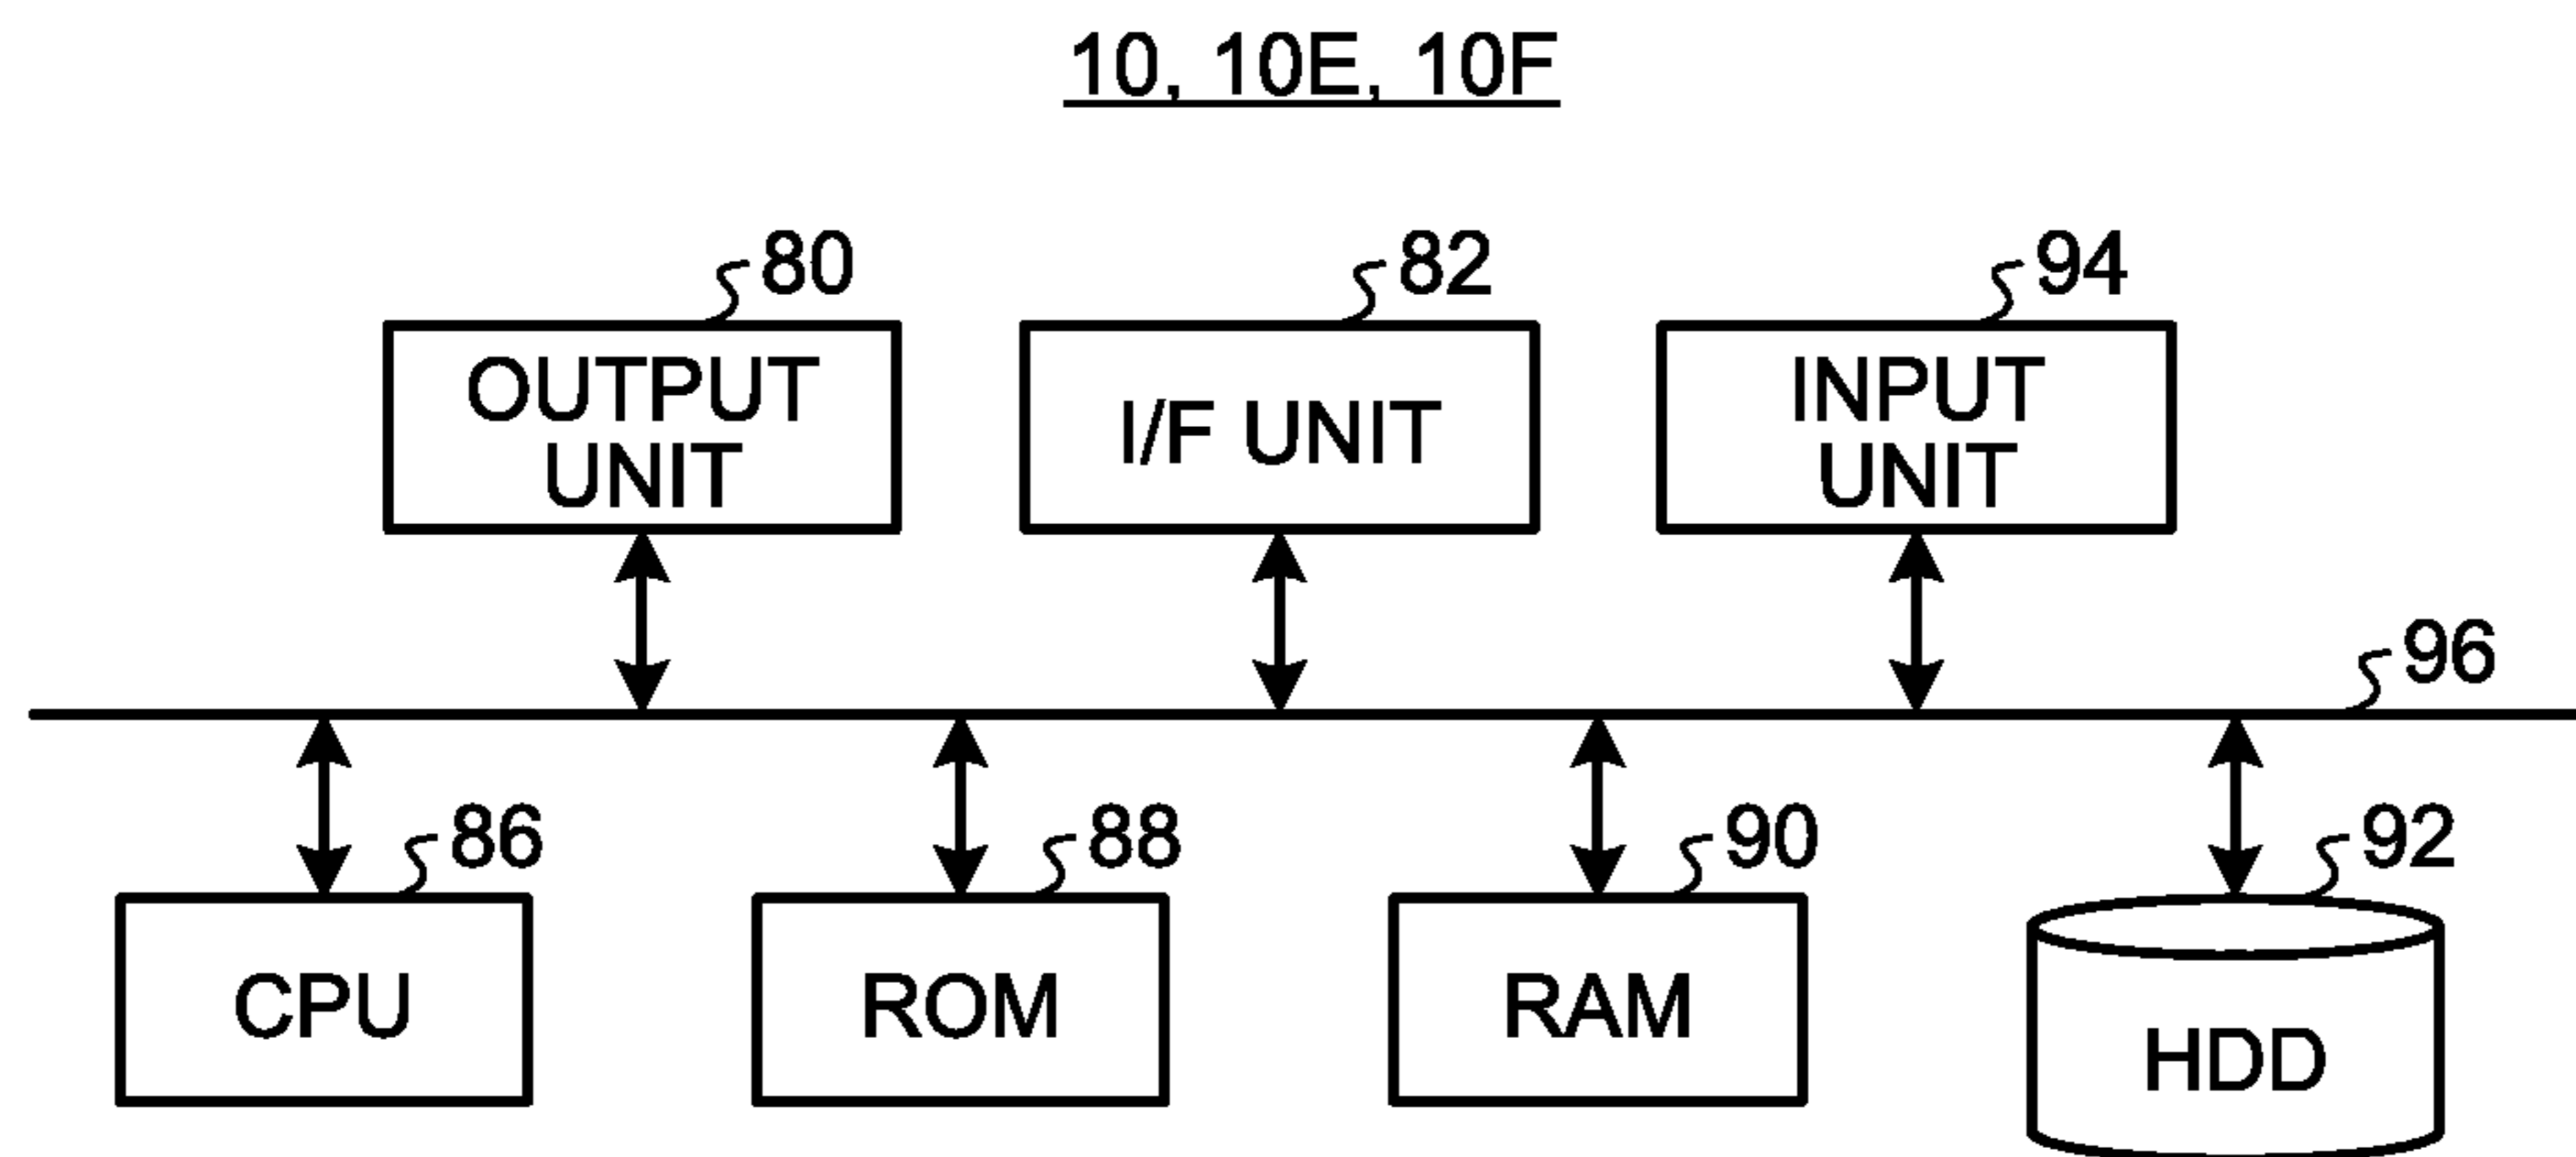 10, 10E, 10F
80
82
94
OUTPUT
UNIT
I/F UNIT
INPUT
UNIT
96
86
88
90
92
CPU
ROM
RAM
HDD